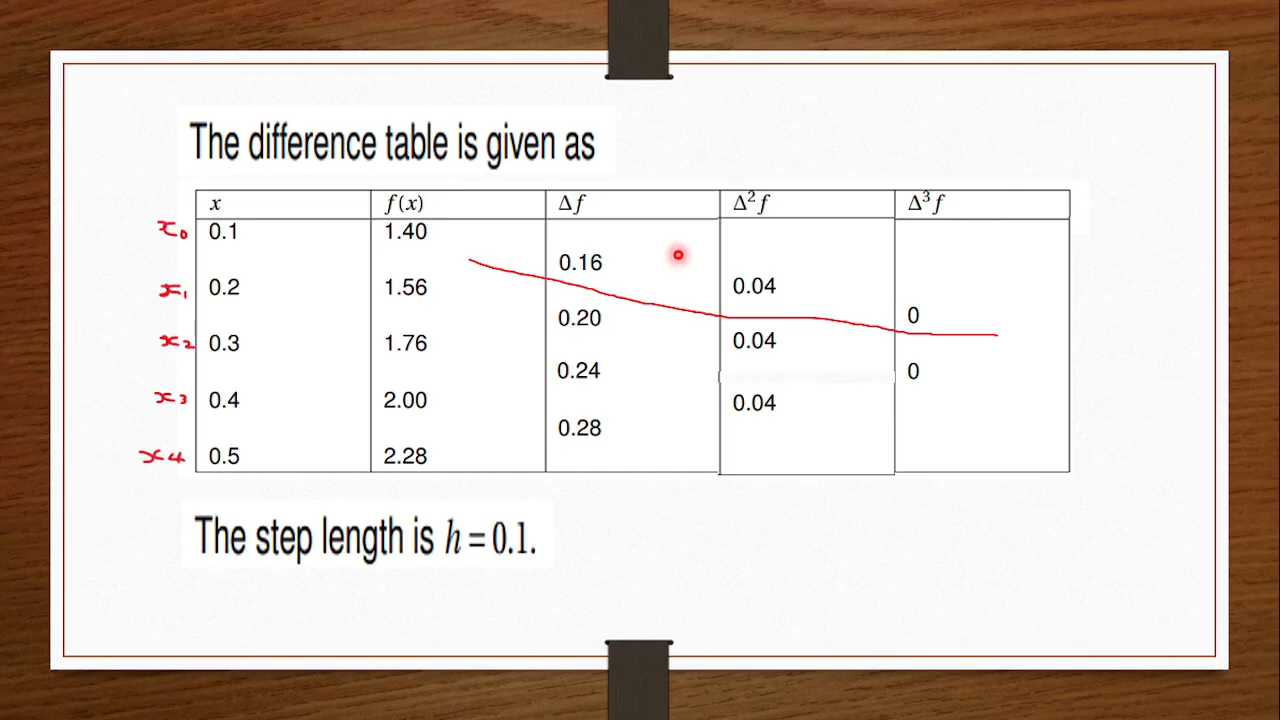 The difference table is given as
x f(x) Δf Δ²f Δ³f
x₀ 0.1 1.40
0.16
x₁ 0.2 1.56 0.04
0.20 0
x₂ 0.3 1.76 0.04
0.24 0
x₃ 0.4 2.00 0.04
0.28
x₄ 0.5 2.28
The step length is h = 0.1.